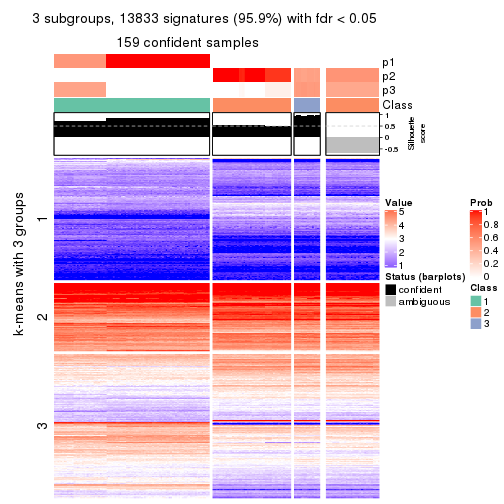 3 subgroups, 13833 signatures (95.9%) with fdr < 0.05
159 confident samples
p1
p2
p3
Class
1
0.5
0
-0.5
Silhouette
score
k-means with 3 groups
1
2
3
Value
5
4
3
2
1
Status (barplots)
confident
ambiguous
Prob
1
0.8
0.6
0.4
0.2
0
Class
1
2
3